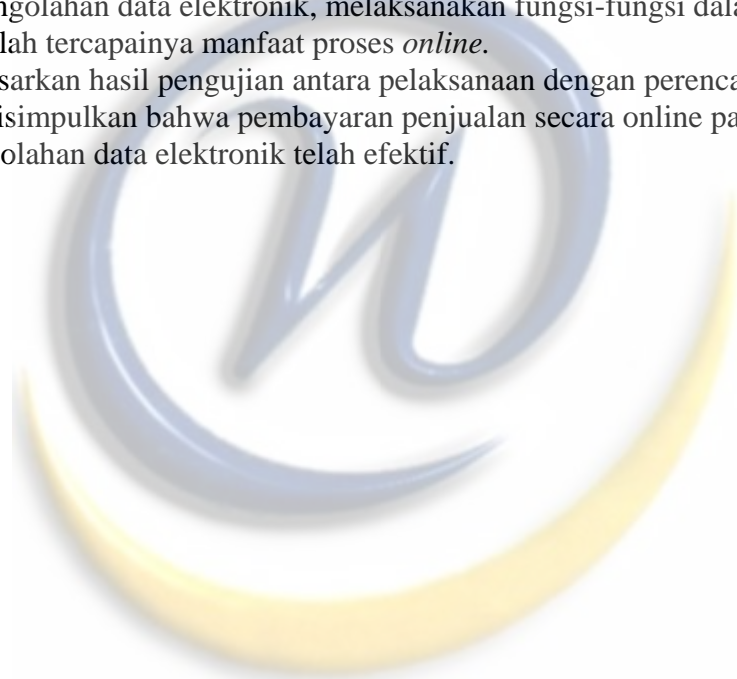 ngolahan data elektronik, melaksanakan fungsi-fungsi dala
lah tercapainya manfaat proses online.
sarkan hasil pengujian antara pelaksanaan dengan perenca
isimpulkan bahwa pembayaran penjualan secara online pa
olahan data elektronik telah efektif.